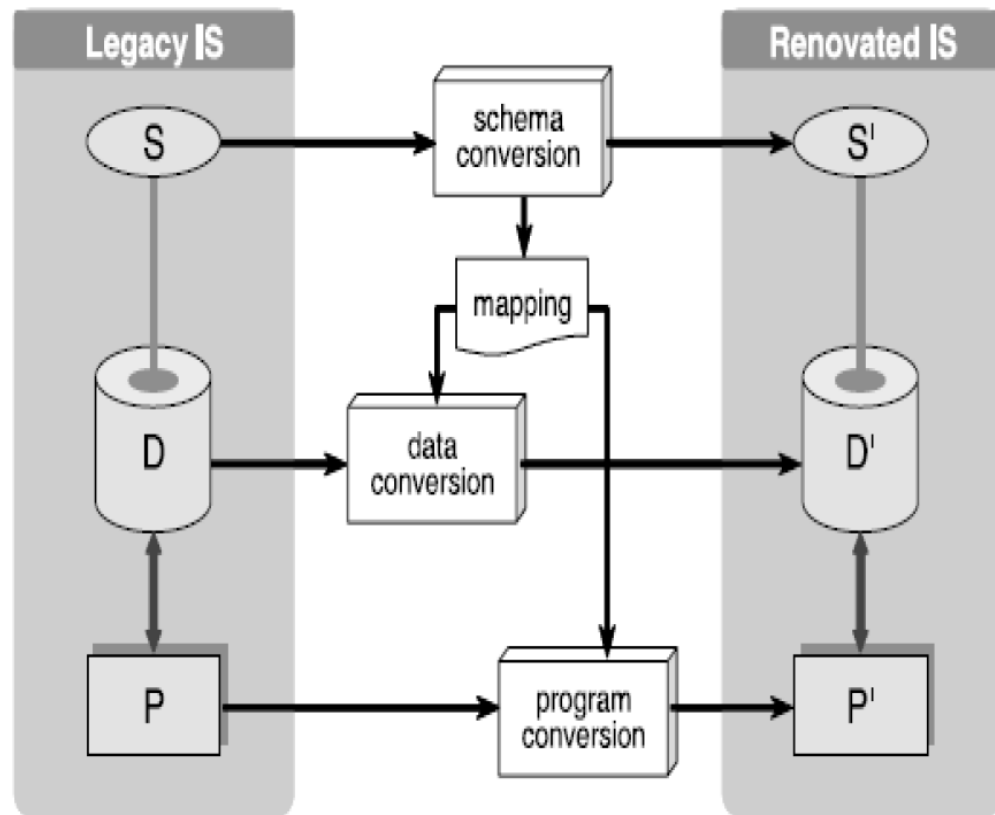 Legacy IS
Renovated IS
S
schema
conversion
S'
mapping
D
data
conversion
D'
P
program
conversion
P'